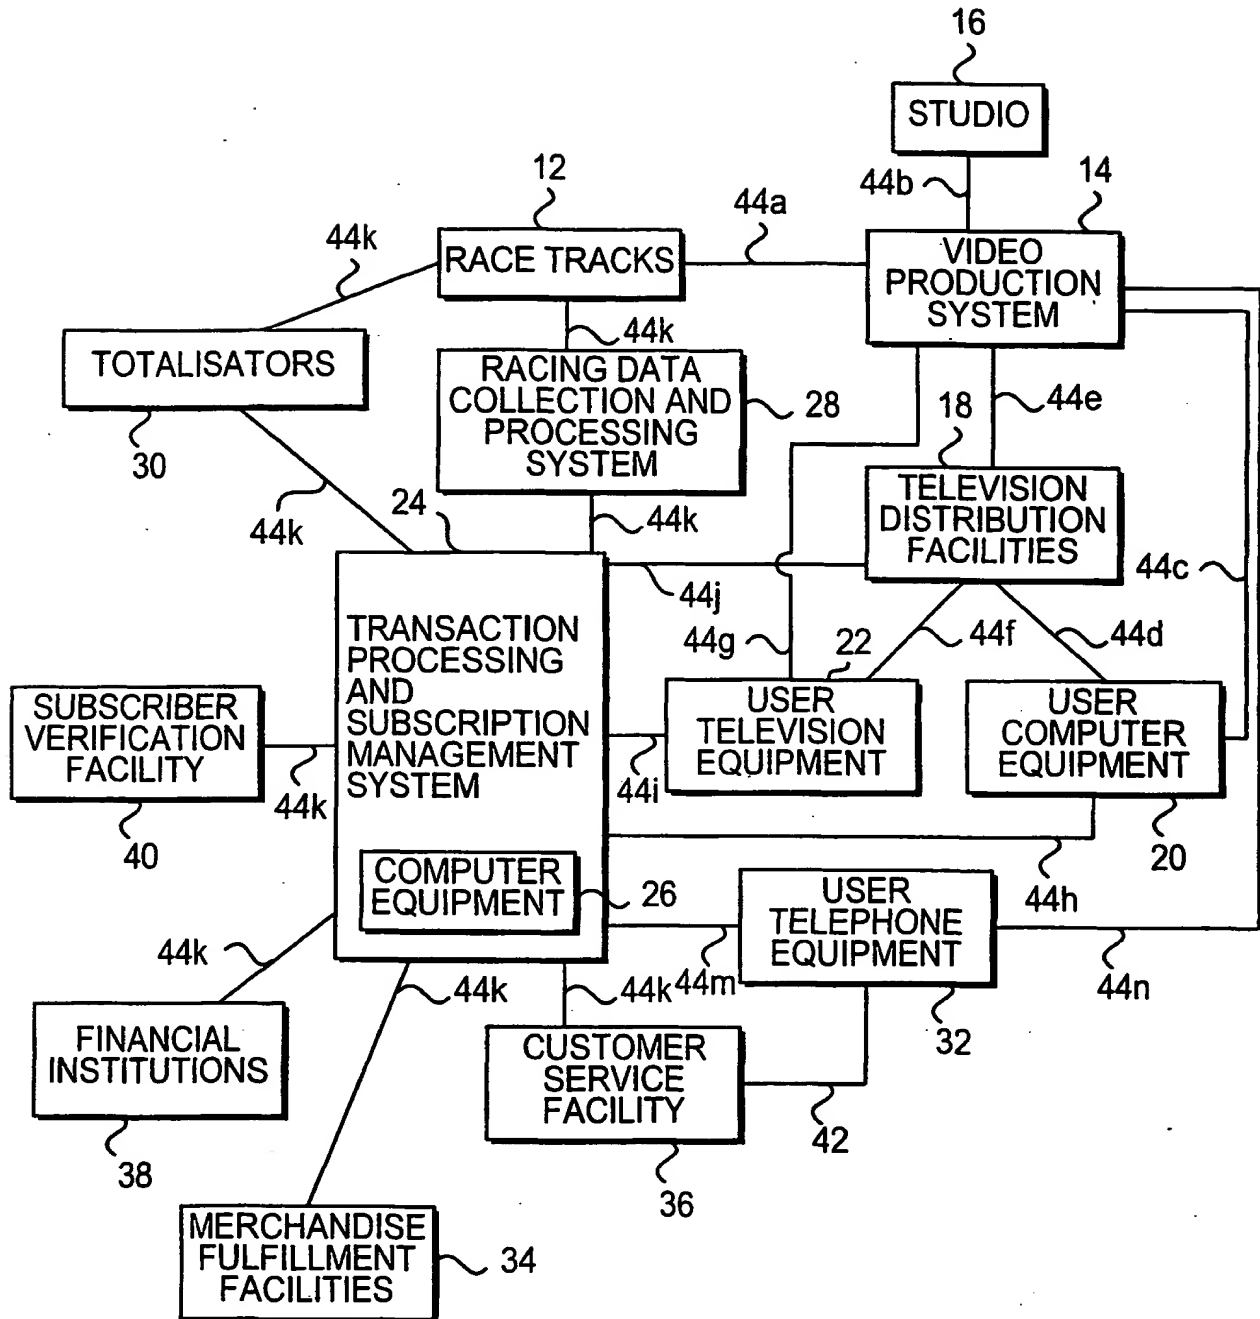 16
STUDIO
12
44b
14
44a
44k
RACE TRACKS
VIDEO
PRODUCTION
SYSTEM
44k
TOTALISATORS
RACING DATA
COLLECTION AND
PROCESSING
SYSTEM
28
18
44e
30
24
TELEVISION
DISTRIBUTION
FACILITIES
44k
44k
44c
44j
TRANSACTION
PROCESSING
AND
SUBSCRIPTION
MANAGEMENT
SYSTEM
44g
22
44f
44d
SUBSCRIBER
VERIFICATION
FACILITY
USER
TELEVISION
EQUIPMENT
USER
COMPUTER
EQUIPMENT
44k
44i
40
20
COMPUTER
EQUIPMENT
26
USER
TELEPHONE
EQUIPMENT
44h
44k
44k
44k
44m
44n
FINANCIAL
INSTITUTIONS
CUSTOMER
SERVICE
FACILITY
32
42
38
36
MERCHANDISE
FULFILLMENT
FACILITIES
34